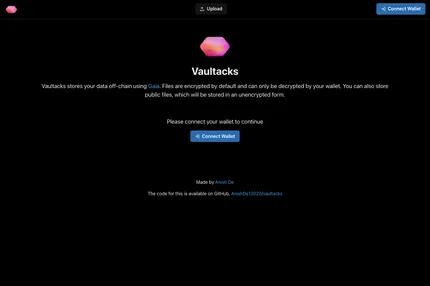 Upload
Connect Wallet
Vaultacks
Vaultacks stores your data off-chain using Gaia. Files are encrypted by default and can only be decrypted by your wallet. You can also store
public files, which will be stored in an unencrypted form.
Please connect your wallet to continue
Connect Wallet
Made by Anish De
The code for this is available on GitHub, AnishDe12020/vaultacks